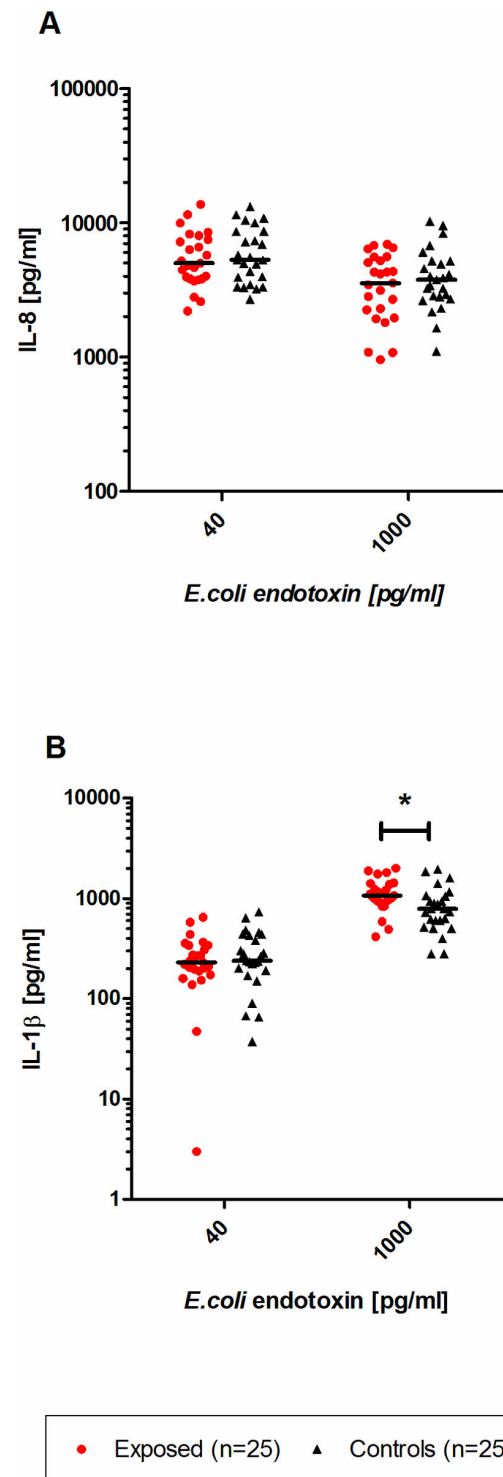 A
100000
10000
1000
100
IL-8 [pg/ml]
40
1000
E.coli endotoxin [pg/ml]
B
*
10000
1000
100
10
1
IL-1β [pg/ml]
40
1000
E.coli endotoxin [pg/ml]
Exposed (n=25) Controls (n=25